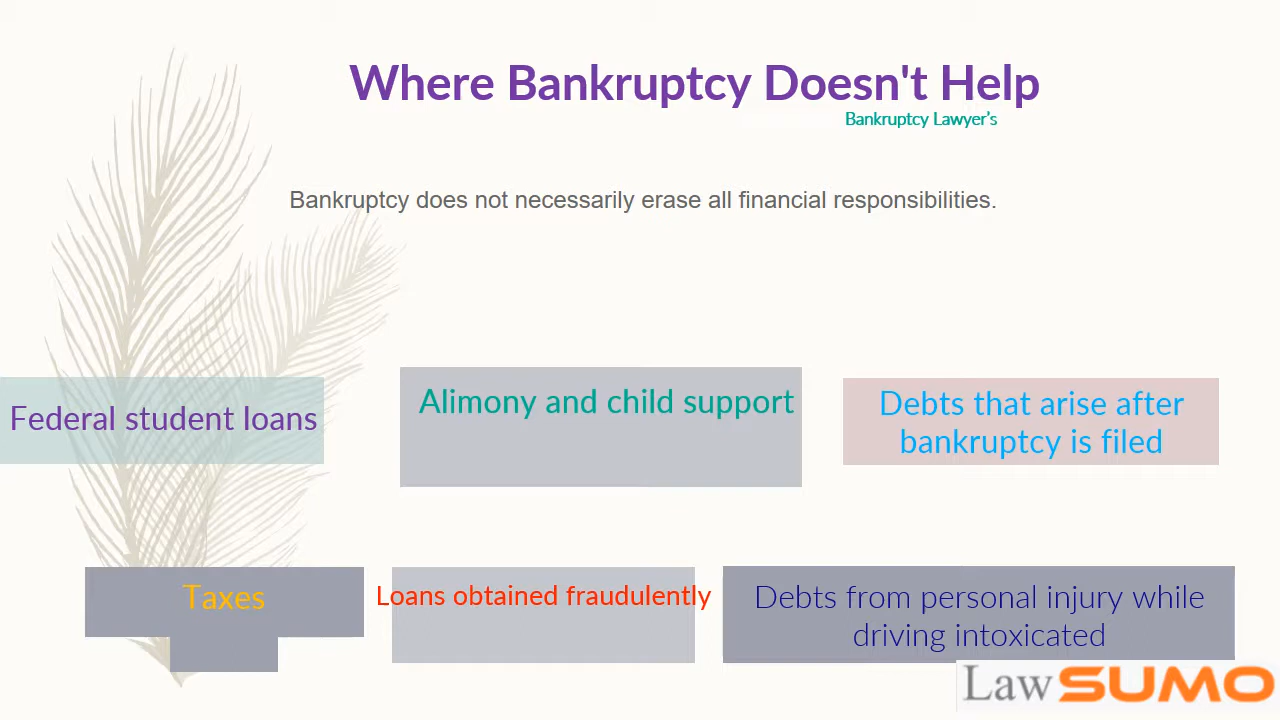 Where Bankruptcy Doesn't Help
Bankruptcy Lawyer’s
Bankruptcy does not necessarily erase all financial responsibilities.
Federal student loans
Alimony and child support
Debts that arise after
bankruptcy is filed
Taxes
Loans obtained fraudulently
Debts from personal injury while
driving intoxicated
Law SUMO